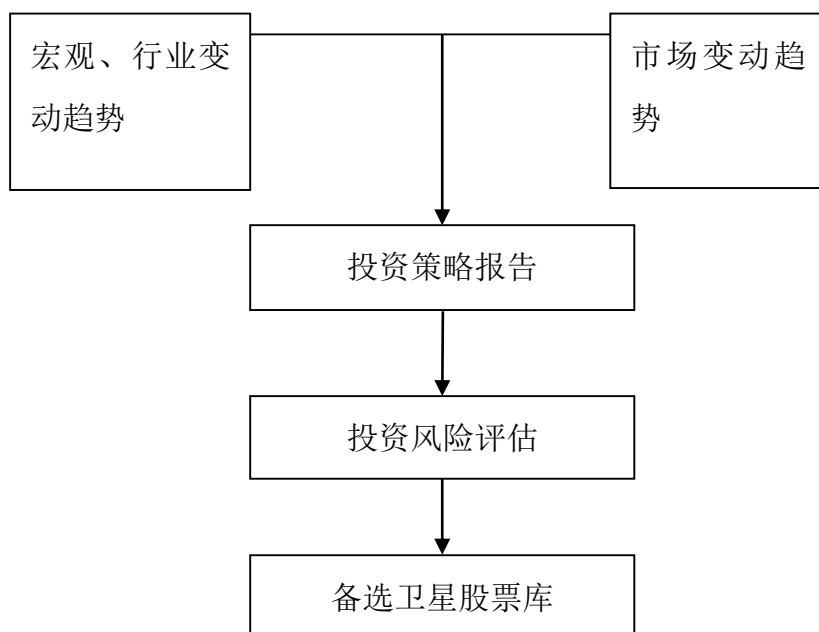 宏观、行业变
动趋势
市场变动趋
势
投资策略报告
投资风险评估
备选卫星股票库